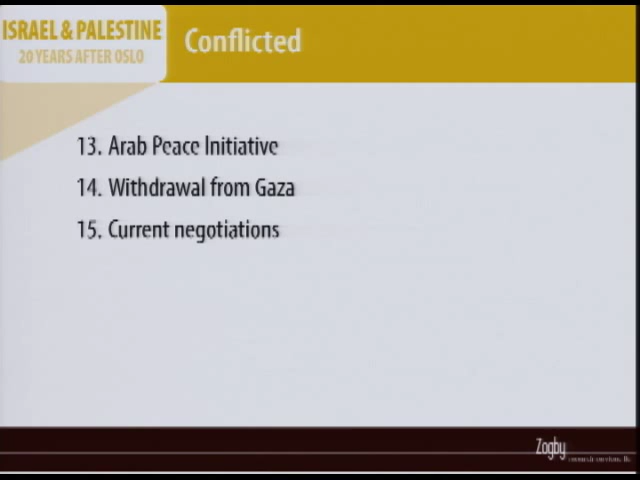 ISRAEL & PALESTINE
20 YEARS AFTER OSLO
Conflicted
13. Arab Peace Initiative
14. Withdrawal from Gaza
15. Current negotiations
Zogby